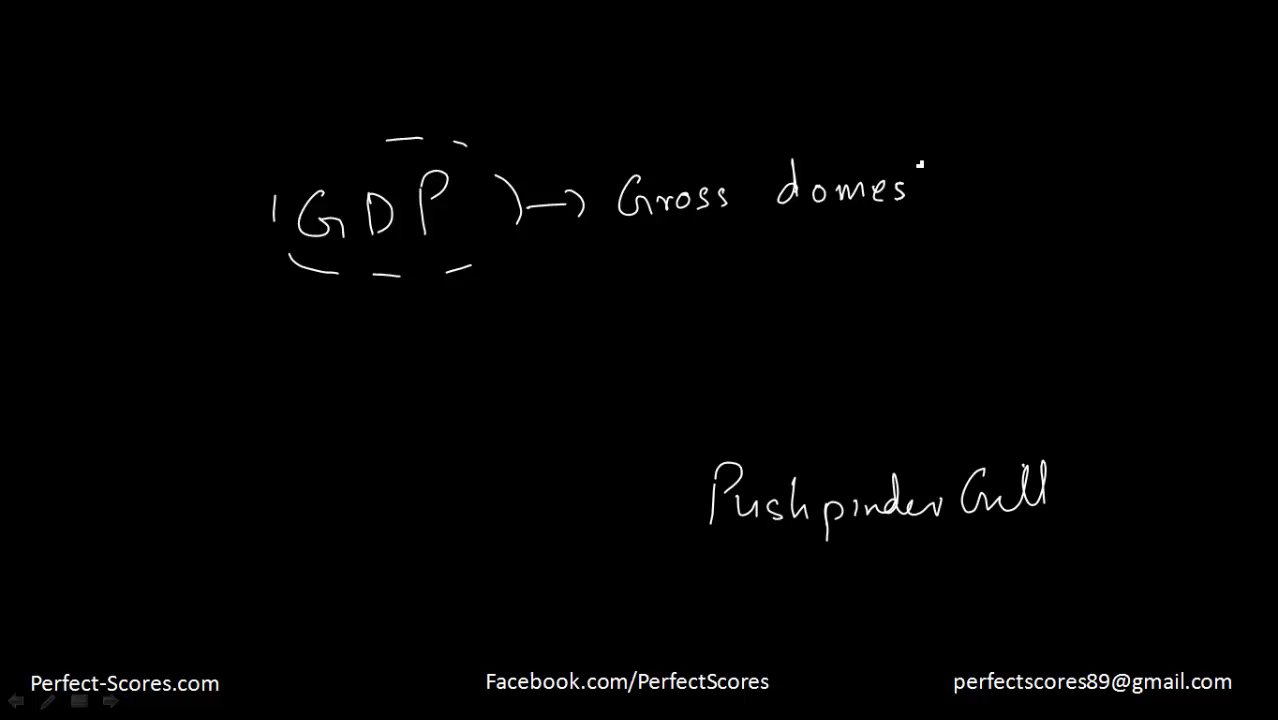 GDP → Gross domes
Pushpinder Gill
Perfect-Scores.com
Facebook.com/PerfectScores
perfectscores89@gmail.com